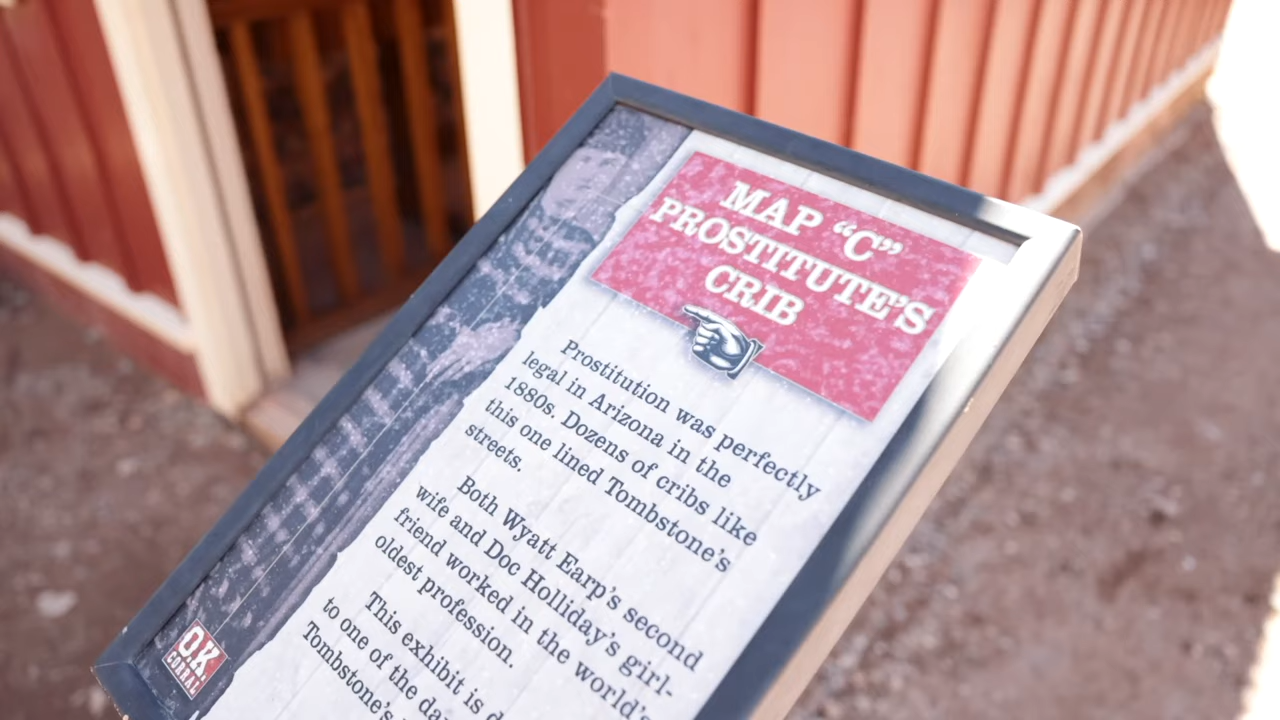 MAP “C”
PROSTITUTE’S
CRIB
Prostitution was perfectly
legal in Arizona in the
1880s. Dozens of cribs like
this one lined Tombstone’s
streets.
Both Wyatt Earp’s second
wife and Doc Holliday’s girl-
friend worked in the world’s
oldest profession.
This exhibit is
to one of the
Tombstone’s
O.K.
CORRAL